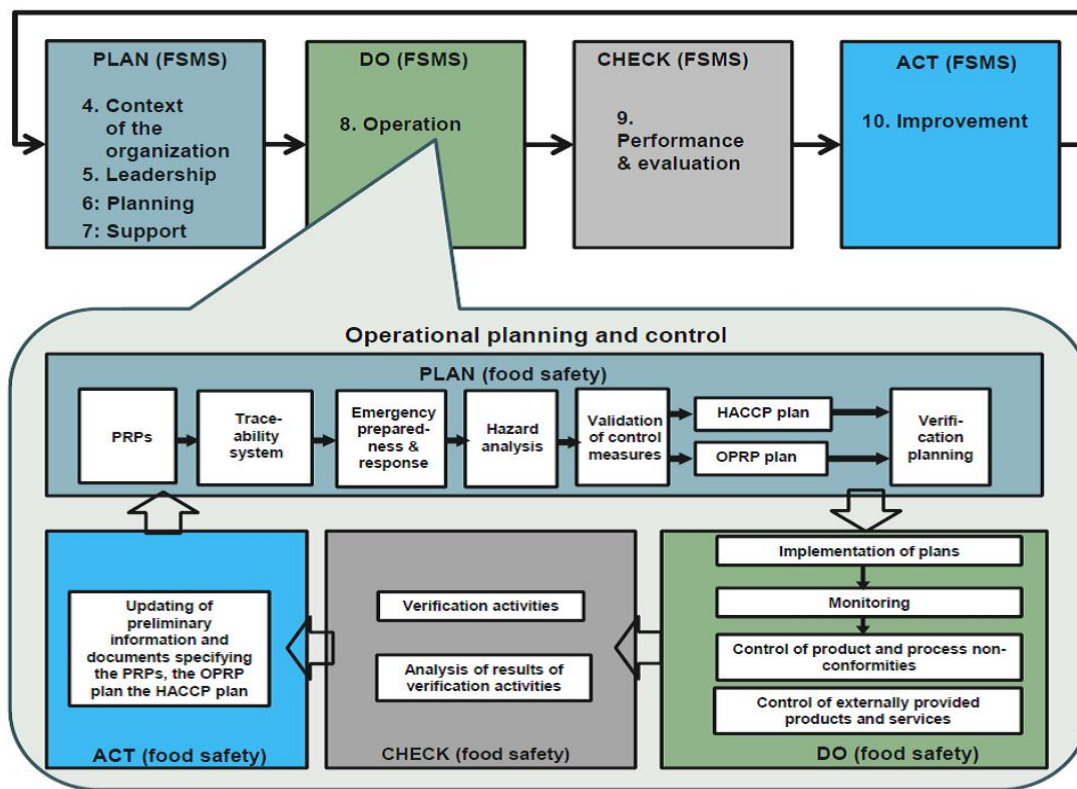 PLAN (FSMS)
4. Context
of the
organization
5. Leadership
6: Planning
7: Support
DO (FSMS)
8. Operation
CHECK (FSMS)
9.
Performance
& evaluation
ACT (FSMS)
10. Improvement
Operational planning and control
PLAN (food safety)
PRPs
Trace-
ability
system
Emergency
prepared-
ness &
response
Hazard
analysis
Validation
of control
measures
HACCP plan
OPRP plan
Verifi-
cation
planning
Implementation of plans
Monitoring
Control of product and process non-
conformities
Control of externally provided
products and services
DO (food safety)
Verification activities
Analysis of results of
verification activities
CHECK (food safety)
Updating of
preliminary
information and
documents specifying
the PRPs, the OPRP
plan the HACCP plan
ACT (food safety)